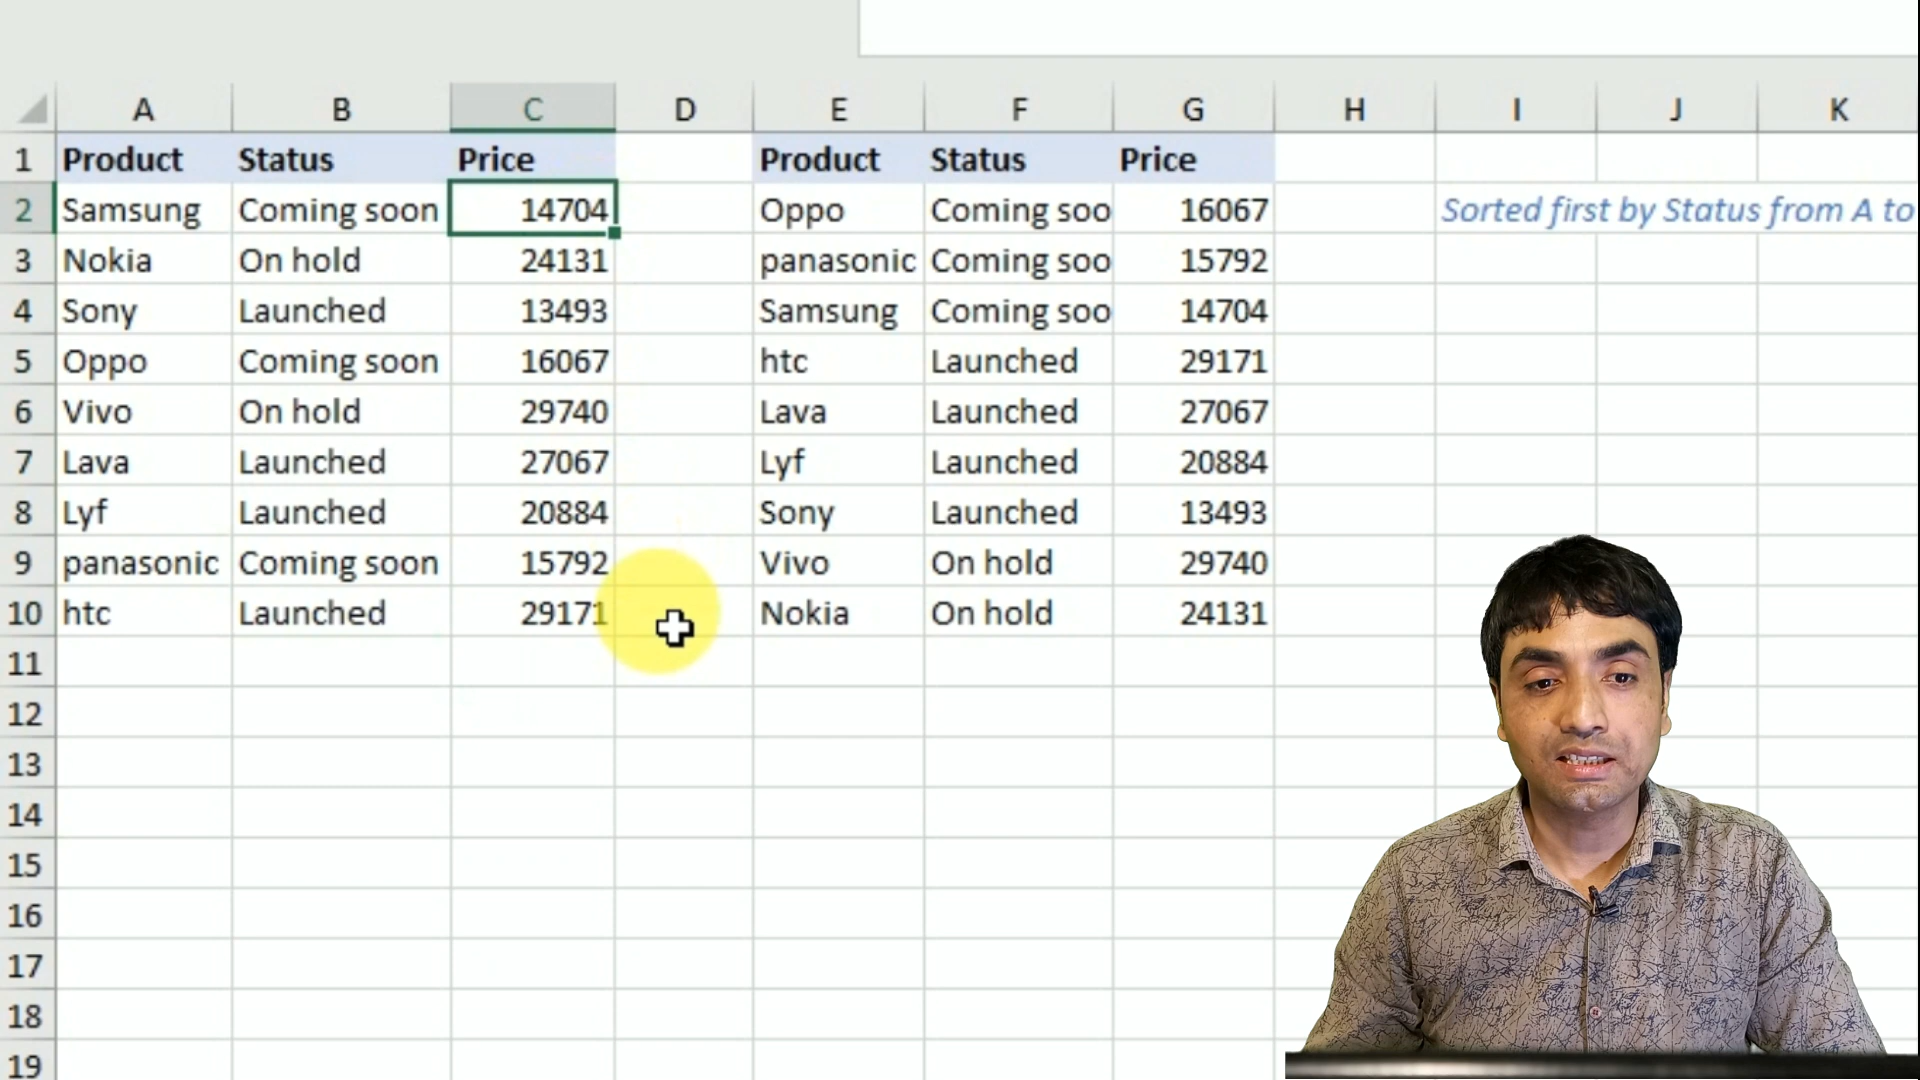 A B C D E F G H I J K
1 Product Status Price Product Status Price
2 Samsung Coming soon 14704 Oppo Coming soo 16067 Sorted first by Status from A to
3 Nokia On hold 24131 panasonic Coming soo 15792
4 Sony Launched 13493 Samsung Coming soo 14704
5 Oppo Coming soon 16067 htc Launched 29171
6 Vivo On hold 29740 Lava Launched 27067
7 Lava Launched 27067 Lyf Launched 20884
8 Lyf Launched 20884 Sony Launched 13493
9 panasonic Coming soon 15792 Vivo On hold 29740
10 htc Launched 29171 Nokia On hold 24131
11
12
13
14
15
16
17
18
19